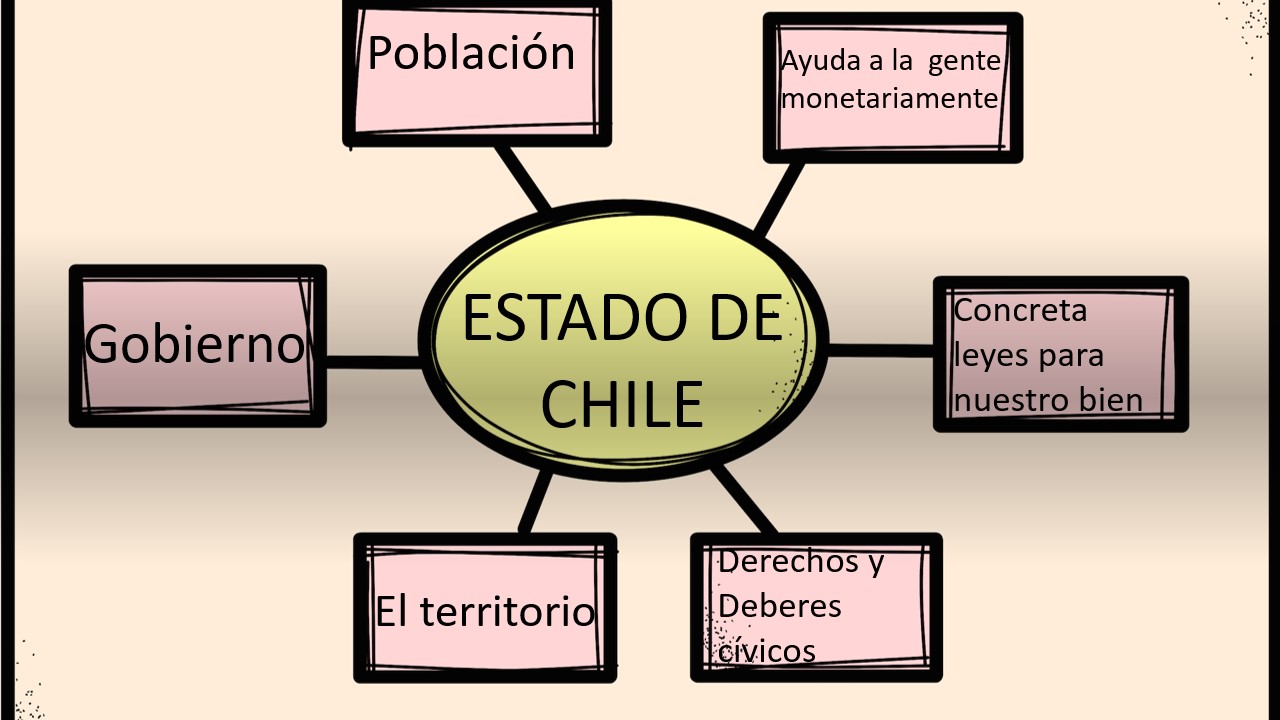 Población
Ayuda a la  gente
monetariamente
Gobierno
ESTADO DE
CHILE
Concreta
leyes para
nuestro bien
El territorio
Derechos y
Deberes
cívicos